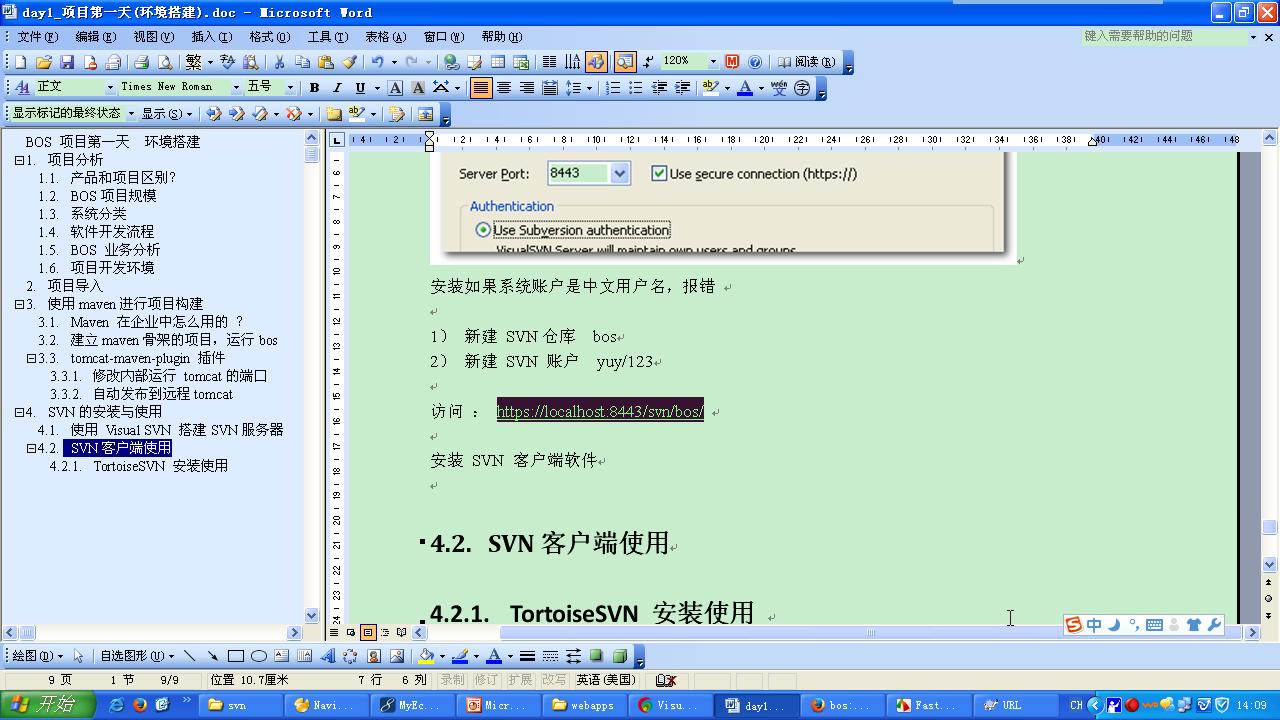 day1_项目第一天(环境搭建).doc - Microsoft Word
文件(F) 编辑(E) 视图(V) 插入(I) 格式(O) 工具(T) 表格(A) 窗口(W) 帮助(H) 键入需要帮助的问题
繁 120% 阅读(R)
正文 Times New Roman 五号 B I U A A A
显示标记的最终状态 显示(S)
BOS 项目第一天 环境搭建
1. 项目分析
1.1. 产品和项目区别?
1.2. BOS 项目规模
1.3. 系统分类
1.4. 软件开发流程
1.5. BOS 业务分析
1.6. 项目开发环境
2. 项目导入
3. 使用 maven 进行项目构建
3.1. Maven 在企业中怎么用的 ?
3.2. 建立 maven 骨架的项目，运行 bos
3.3. tomcat-maven-plugin 插件
3.3.1. 修改内部运行 tomcat 的端口
3.3.2. 自动发布到远程 tomcat
4. SVN 的安装与使用
4.1. 使用 Visual SVN 搭建 SVN 服务器
4.2. SVN 客户端使用
4.2.1. TortoiseSVN 安装使用
Server Port: 8443 Use secure connection (https://)
Authentication
Use Subversion authentication
VisualSVN Server will maintain own users and groups
安装如果系统账户是中文用户名，报错
1） 新建 SVN 仓库 bos
2） 新建 SVN 账户 yuy/123
访问 ： https://localhost:8443/svn/bos/
安装 SVN 客户端软件
4.2. SVN 客户端使用
4.2.1. TortoiseSVN 安装使用
中
绘图(D) 自选图形(U)
9 页 1 节 9/9 位置 10.7厘米 7 行 6 列 录制 修订 扩展 改写 英语(美国)
开始 svn Navi... MyEc... Micr... webapps Visu... day1... bos:... Fast... URL CH 14:09